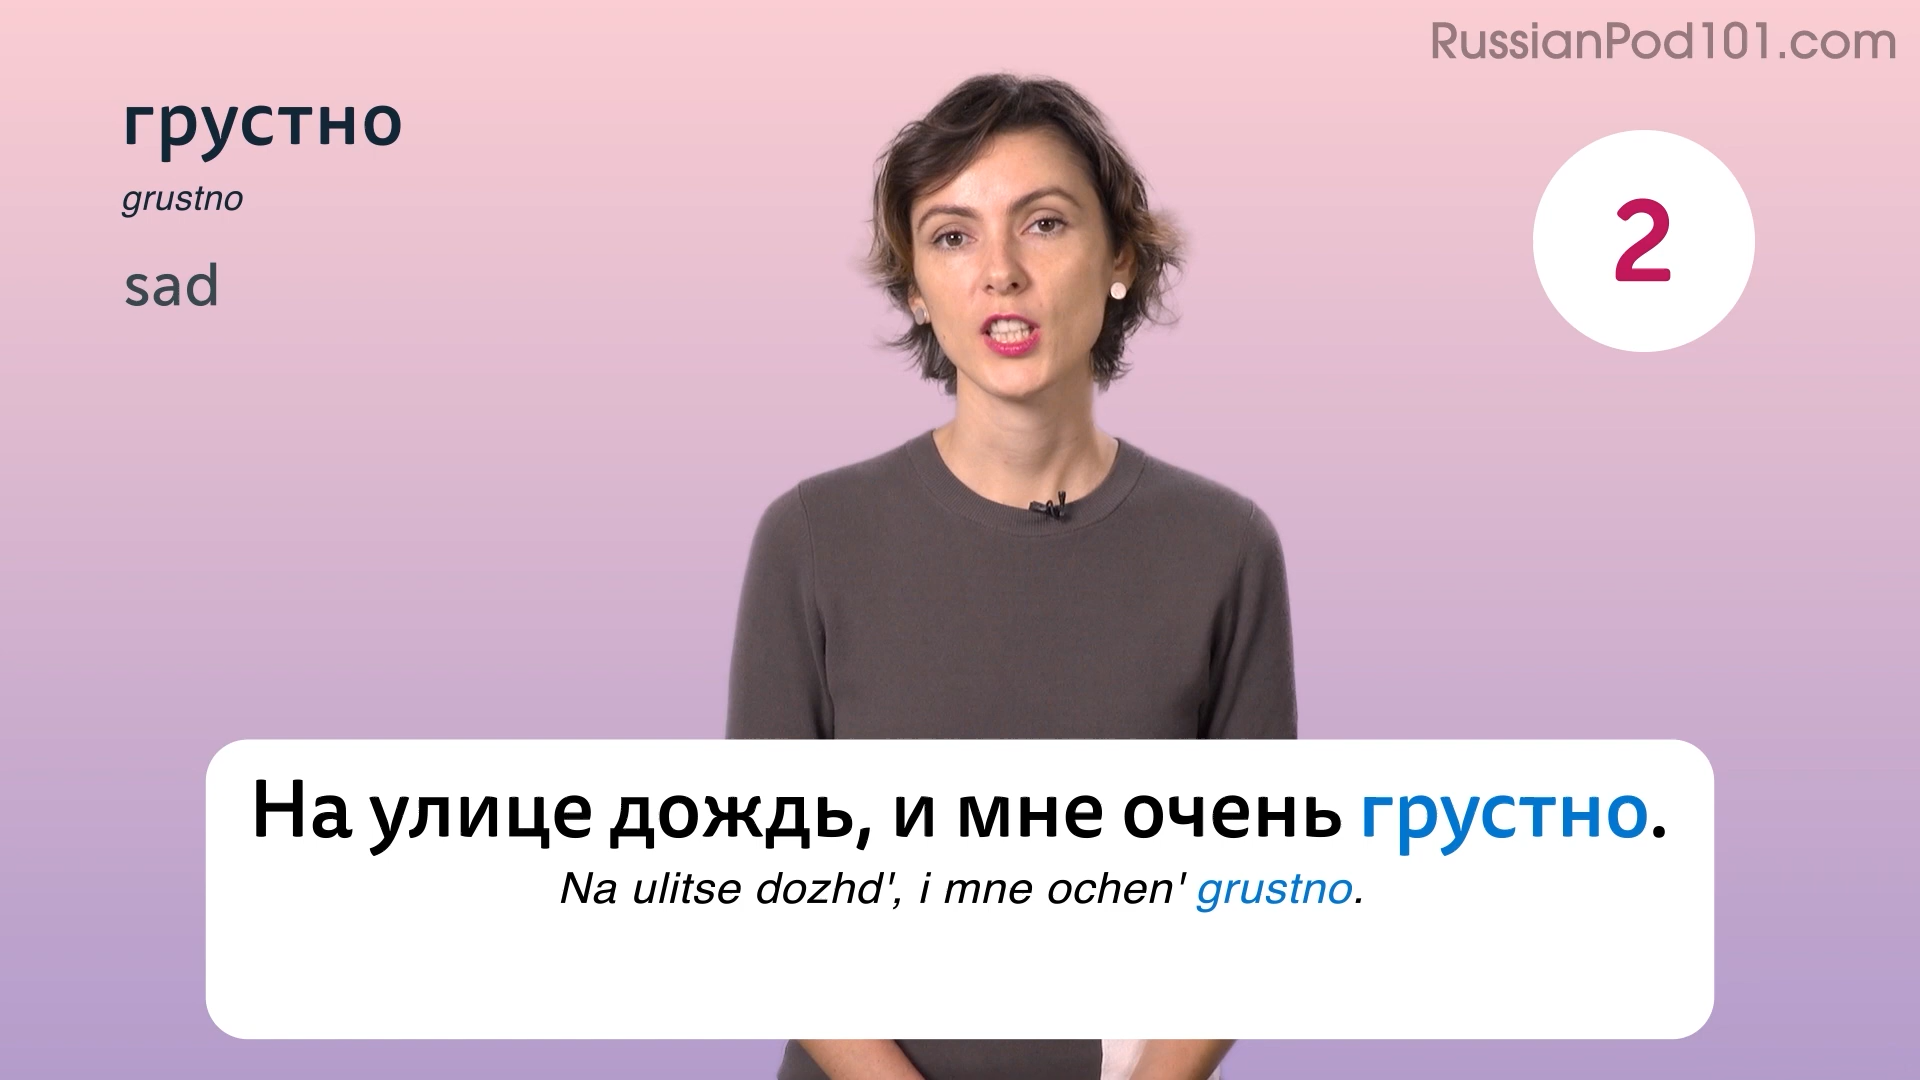 RussianPod101.com
грустно
grustno
sad
2
На улице дождь, и мне очень грустно.
Na ulitse dozhd', i mne ochen' grustno.